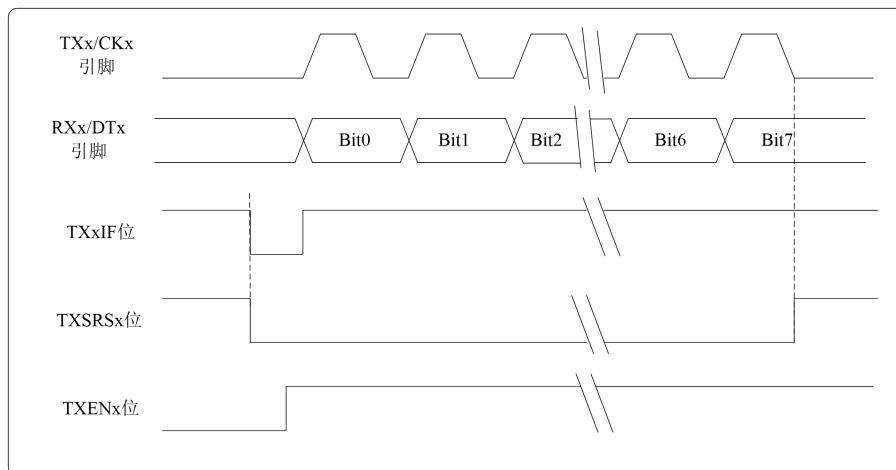 TXx/CKx
引脚
RXx/DTx
引脚
Bit0
Bit1
Bit2
Bit6
Bit7
TXxIF位
TXSRSx位
TXENx位